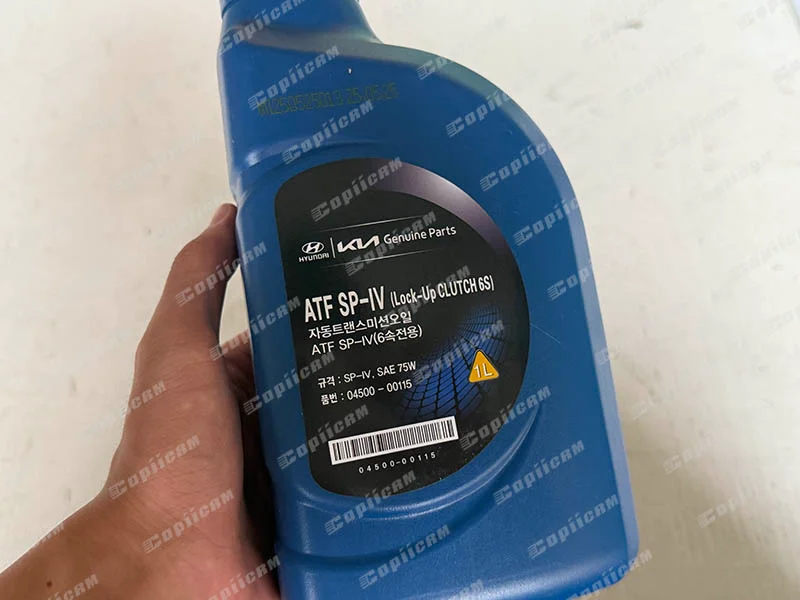 HYUNDAI
KIA Genuine Parts
ATF SP-IV (Lock-Up CLUTCH 6S)
자동트랜스미션오일
ATF SP-IV(6속전용)
규격 : SP-IV, SAE 75W
품번 : 04500 - 00115
1L
04500-00115
Copiicam